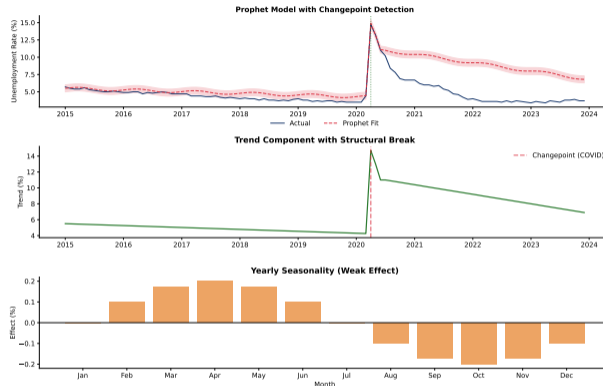 Prophet Model with Changepoint Detection
Unemployment Rate (%)
15.0
12.5
10.0
7.5
5.0
2015 2016 2017 2018 2019 2020 2021 2022 2023 2024
Actual Prophet Fit
Trend Component with Structural Break
Trend (%)
14
12
10
8
6
4
Changepoint (COVID)
2015 2016 2017 2018 2019 2020 2021 2022 2023 2024
Yearly Seasonality (Weak Effect)
Effect (%)
0.2
0.1
0.0
−0.1
−0.2
Jan Feb Mar Apr May Jun Jul Aug Sep Oct Nov Dec
Month